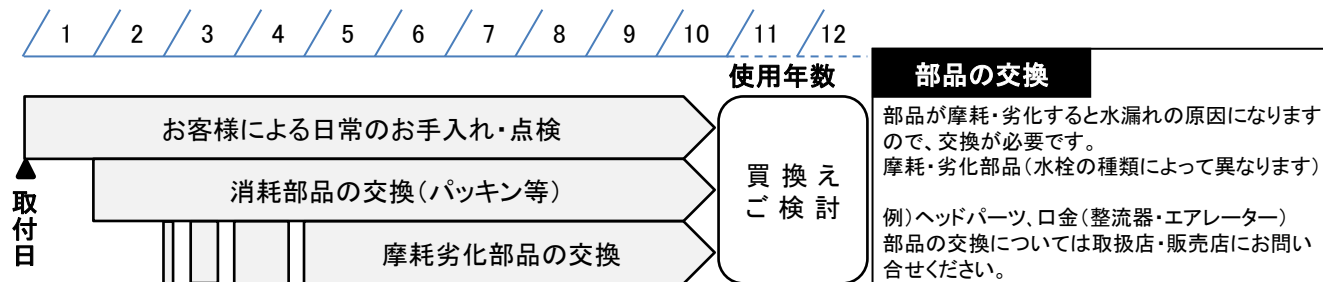 1 2 3 4 5 6 7 8 9 10 11 12
使用年数
お客様による日常のお手入れ・点検
取付日
消耗部品の交換(パッキン等)
摩耗劣化部品の交換
買換え
ご検討
部品の交換
部品が摩耗・劣化すると水漏れの原因になります
ので、交換が必要です。
摩耗・劣化部品(水栓の種類によって異なります)
例)ヘッドパーツ、口金(整流器・エアレーター)
部品の交換については取扱店・販売店にお問い
合せください。